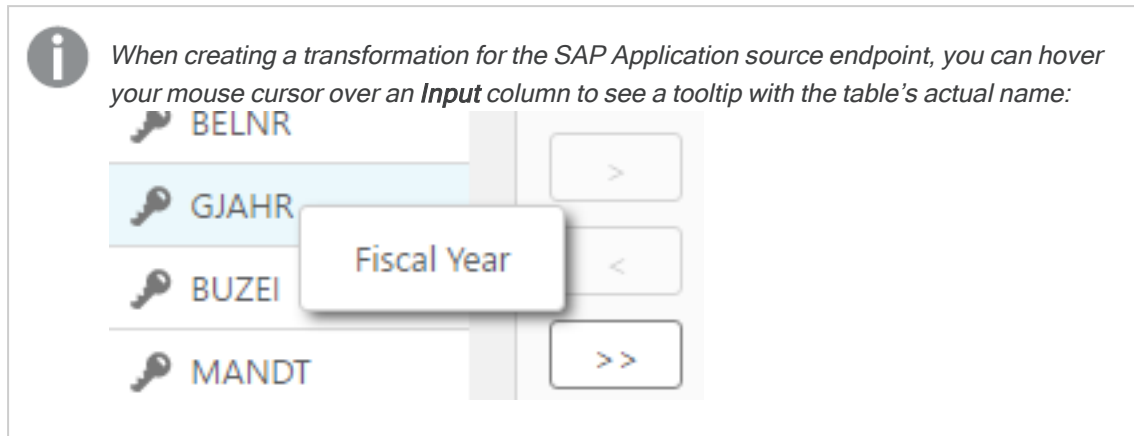 When creating a transformation for the SAP Application source endpoint, you can hover
your mouse cursor over an Input column to see a tooltip with the table's actual name:
BELNR
>
GJAHR
Fiscal Year
<
BUZEI
>>
MANDT